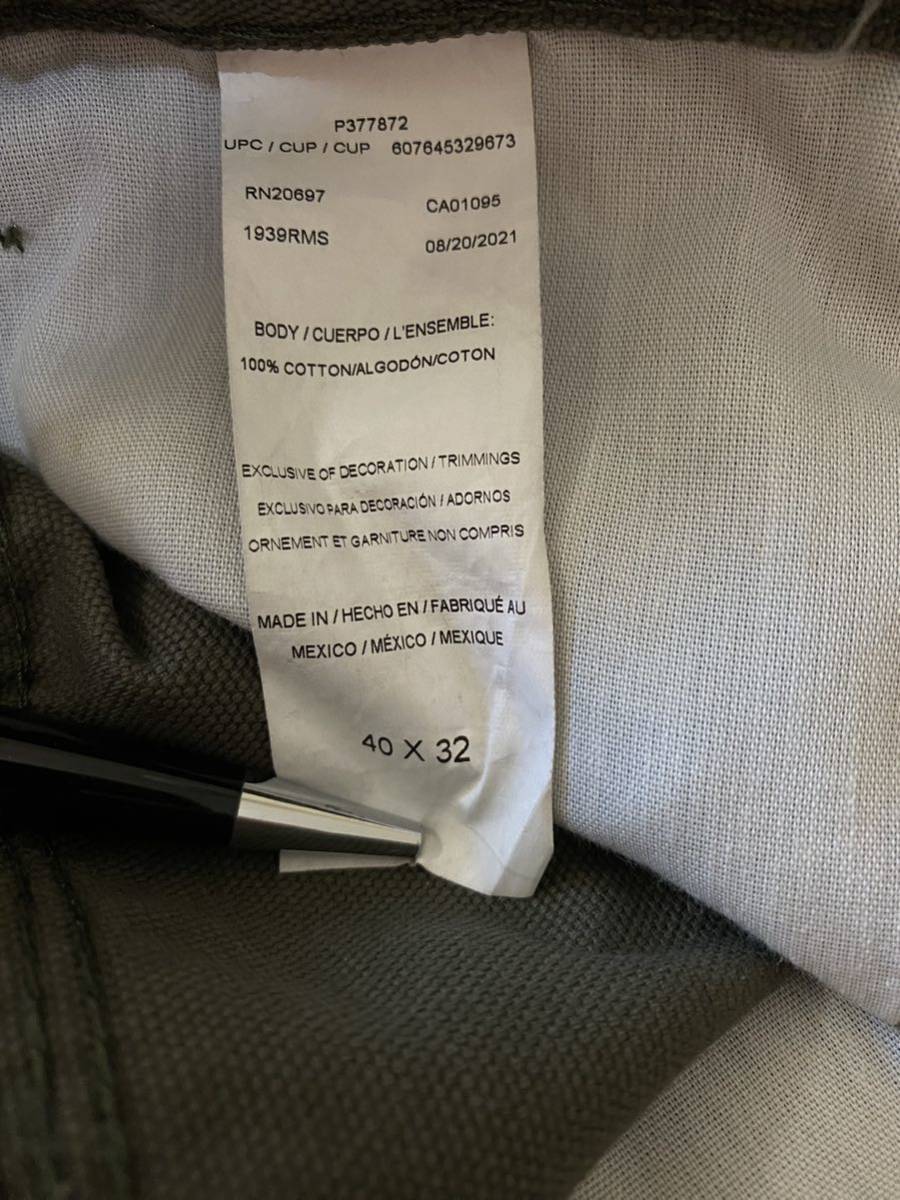 P377872
UPC / CUP / CUP 607645329673
RN20697 CA01095
1939RMS 08/20/2021
BODY / CUERPO / L'ENSEMBLE:
100% COTTON/ALGODÓN/COTON
EXCLUSIVE OF DECORATION / TRIMMINGS
EXCLUSIVO PARA DECORACIÓN / ADORNOS
ORNEMENT ET GARNITURE NON COMPRIS
MADE IN / HECHO EN / FABRIQUÉ AU
MEXICO / MÉXICO / MEXIQUE
40 X 32